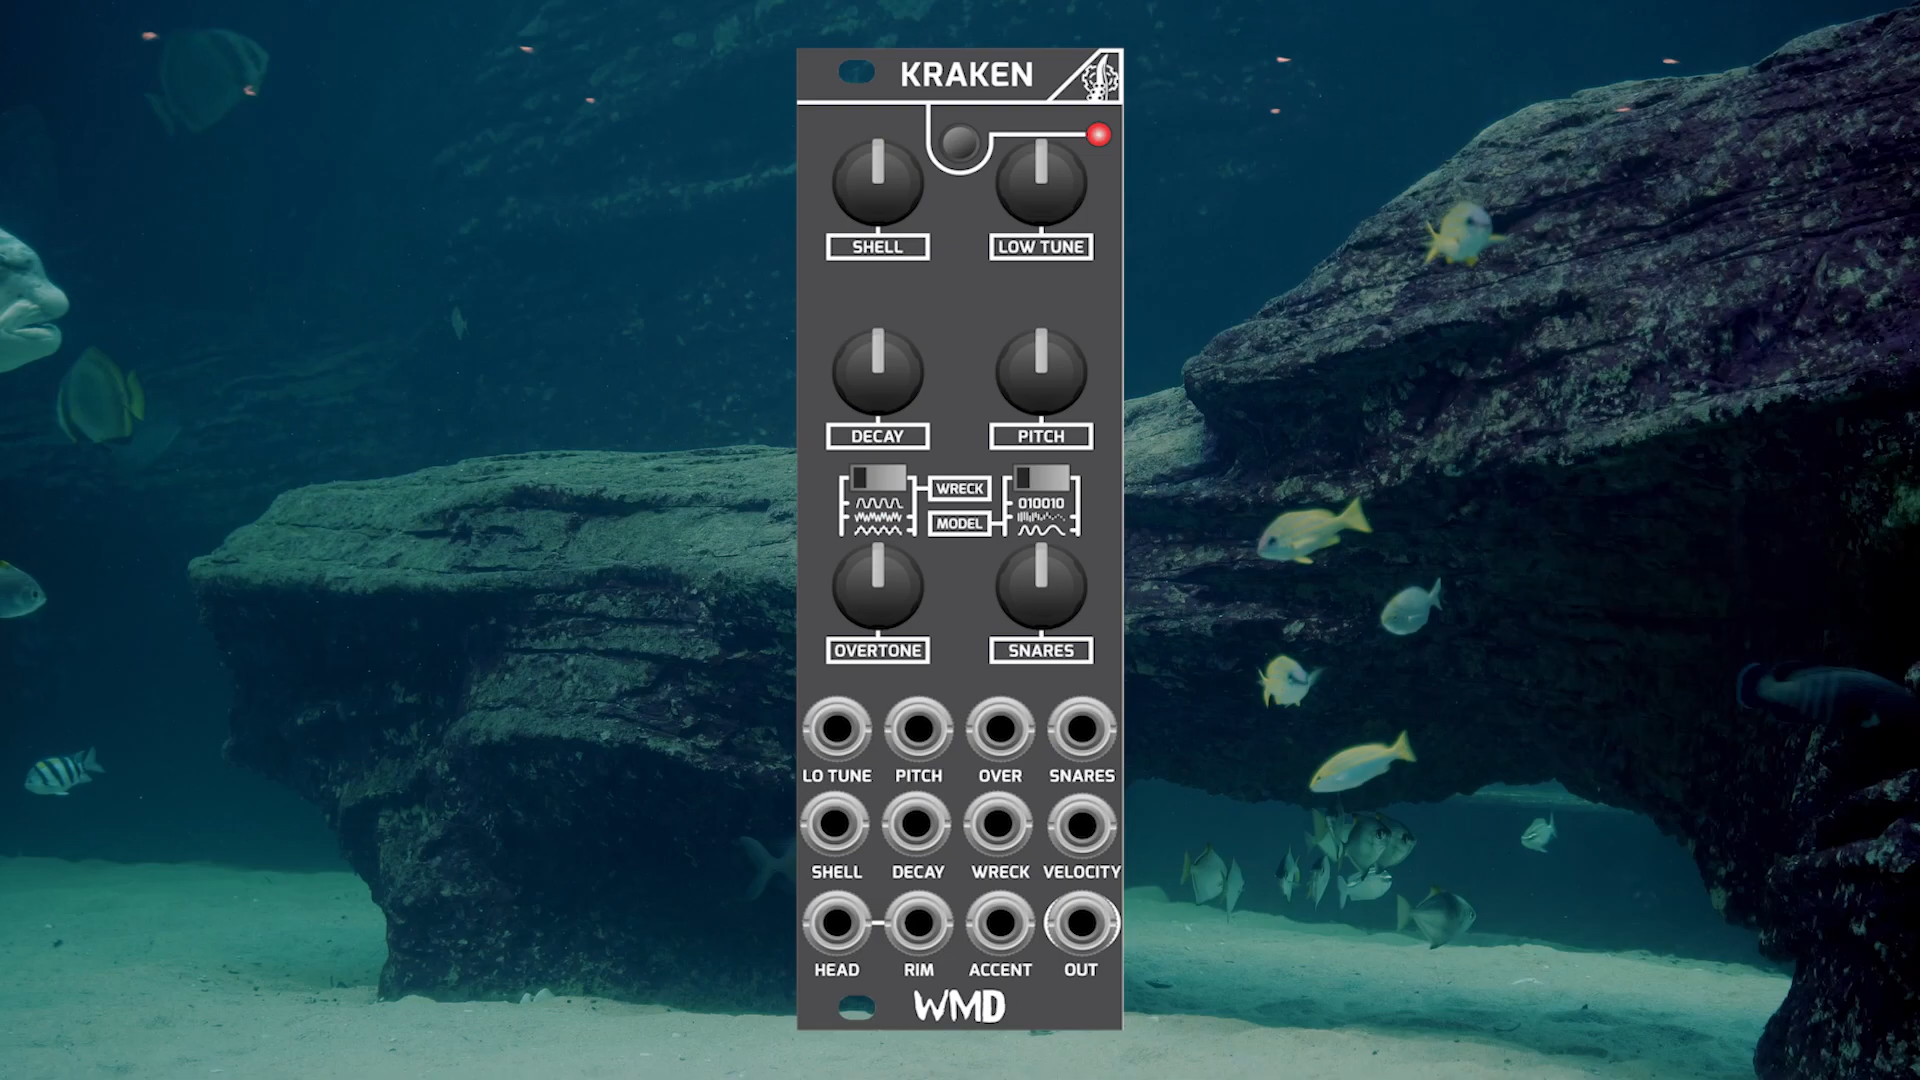 KRAKEN
SHELL
LOW TUNE
DECAY
PITCH
WRECK
010010
MODEL
OVERTONE
SNARES
LO TUNE
PITCH
OVER
SNARES
SHELL
DECAY
WRECK
VELOCITY
HEAD
RIM
ACCENT
OUT
WMD